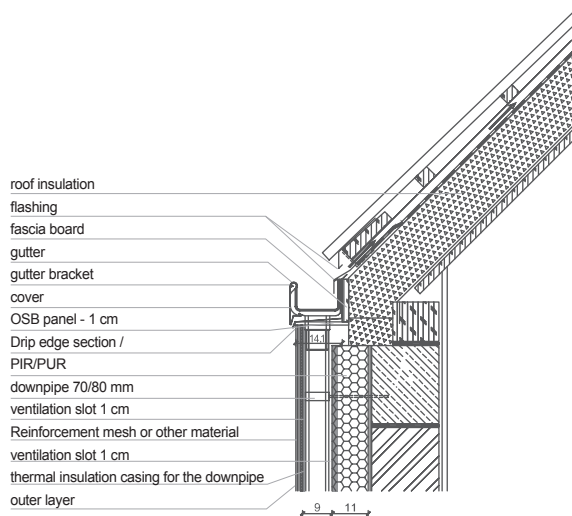 roof insulation
flashing
fascia board
gutter
gutter bracket
cover
OSB panel - 1 cm
Drip edge section /
PIR/PUR
downpipe 70/80 mm
ventilation slot 1 cm
Reinforcement mesh or other material
ventilation slot 1 cm
thermal insulation casing for the downpipe
outer layer
14,1
9
11